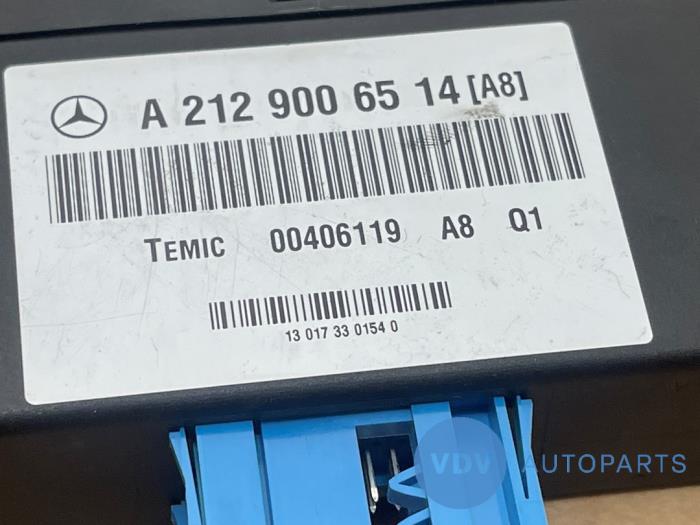 A 212 900 65 14 [A8]
TEMIC 00406119 A8 Q1
13 017 33 0154 0
VDV AUTOPARTS